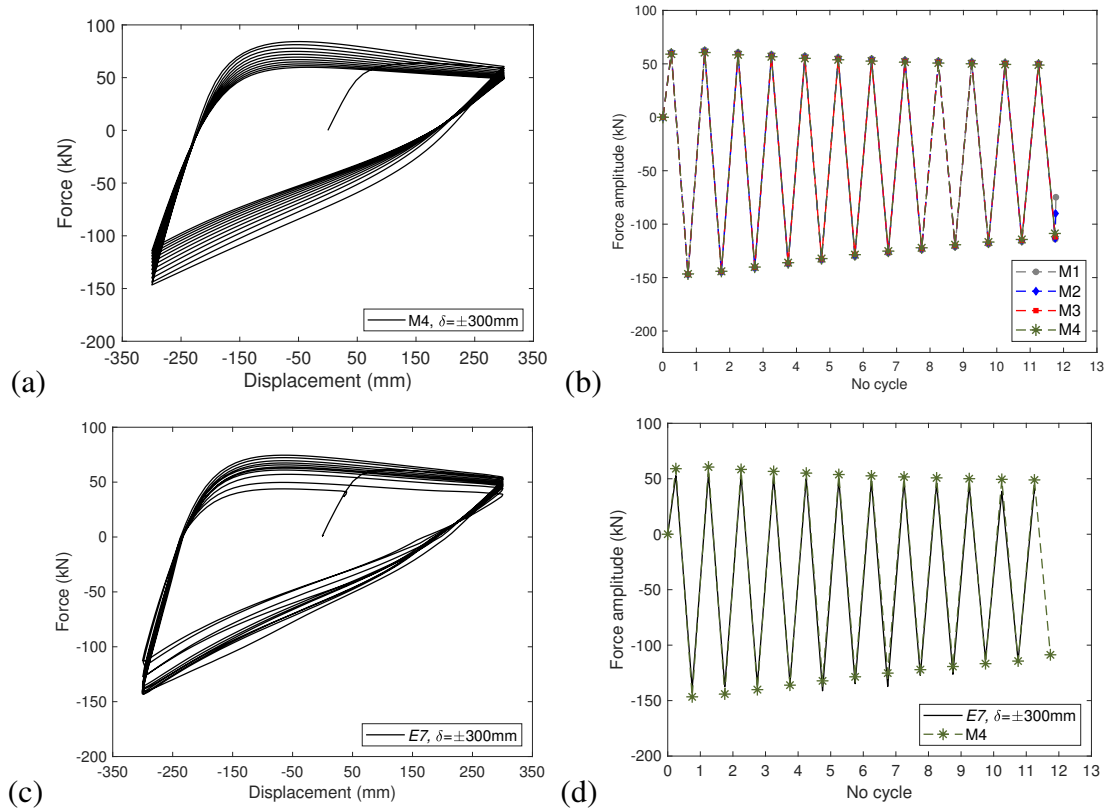 100
50
0
-50
-100
-150
-200
Force (kN)
-350 -250 -150 -50 50 150 250 350
Displacement (mm)
M4, δ=±300mm
(a)
100
50
0
-50
-100
-150
-200
Force amplitude (kN)
0 1 2 3 4 5 6 7 8 9 10 11 12 13
No cycle
M1
M2
M3
M4
(b)
100
50
0
-50
-100
-150
-200
Force (kN)
-350 -250 -150 -50 50 150 250 350
Displacement (mm)
E7, δ=±300mm
(c)
100
50
0
-50
-100
-150
-200
Force amplitude (kN)
0 1 2 3 4 5 6 7 8 9 10 11 12 13
No cycle
E7, δ=±300mm
M4
(d)